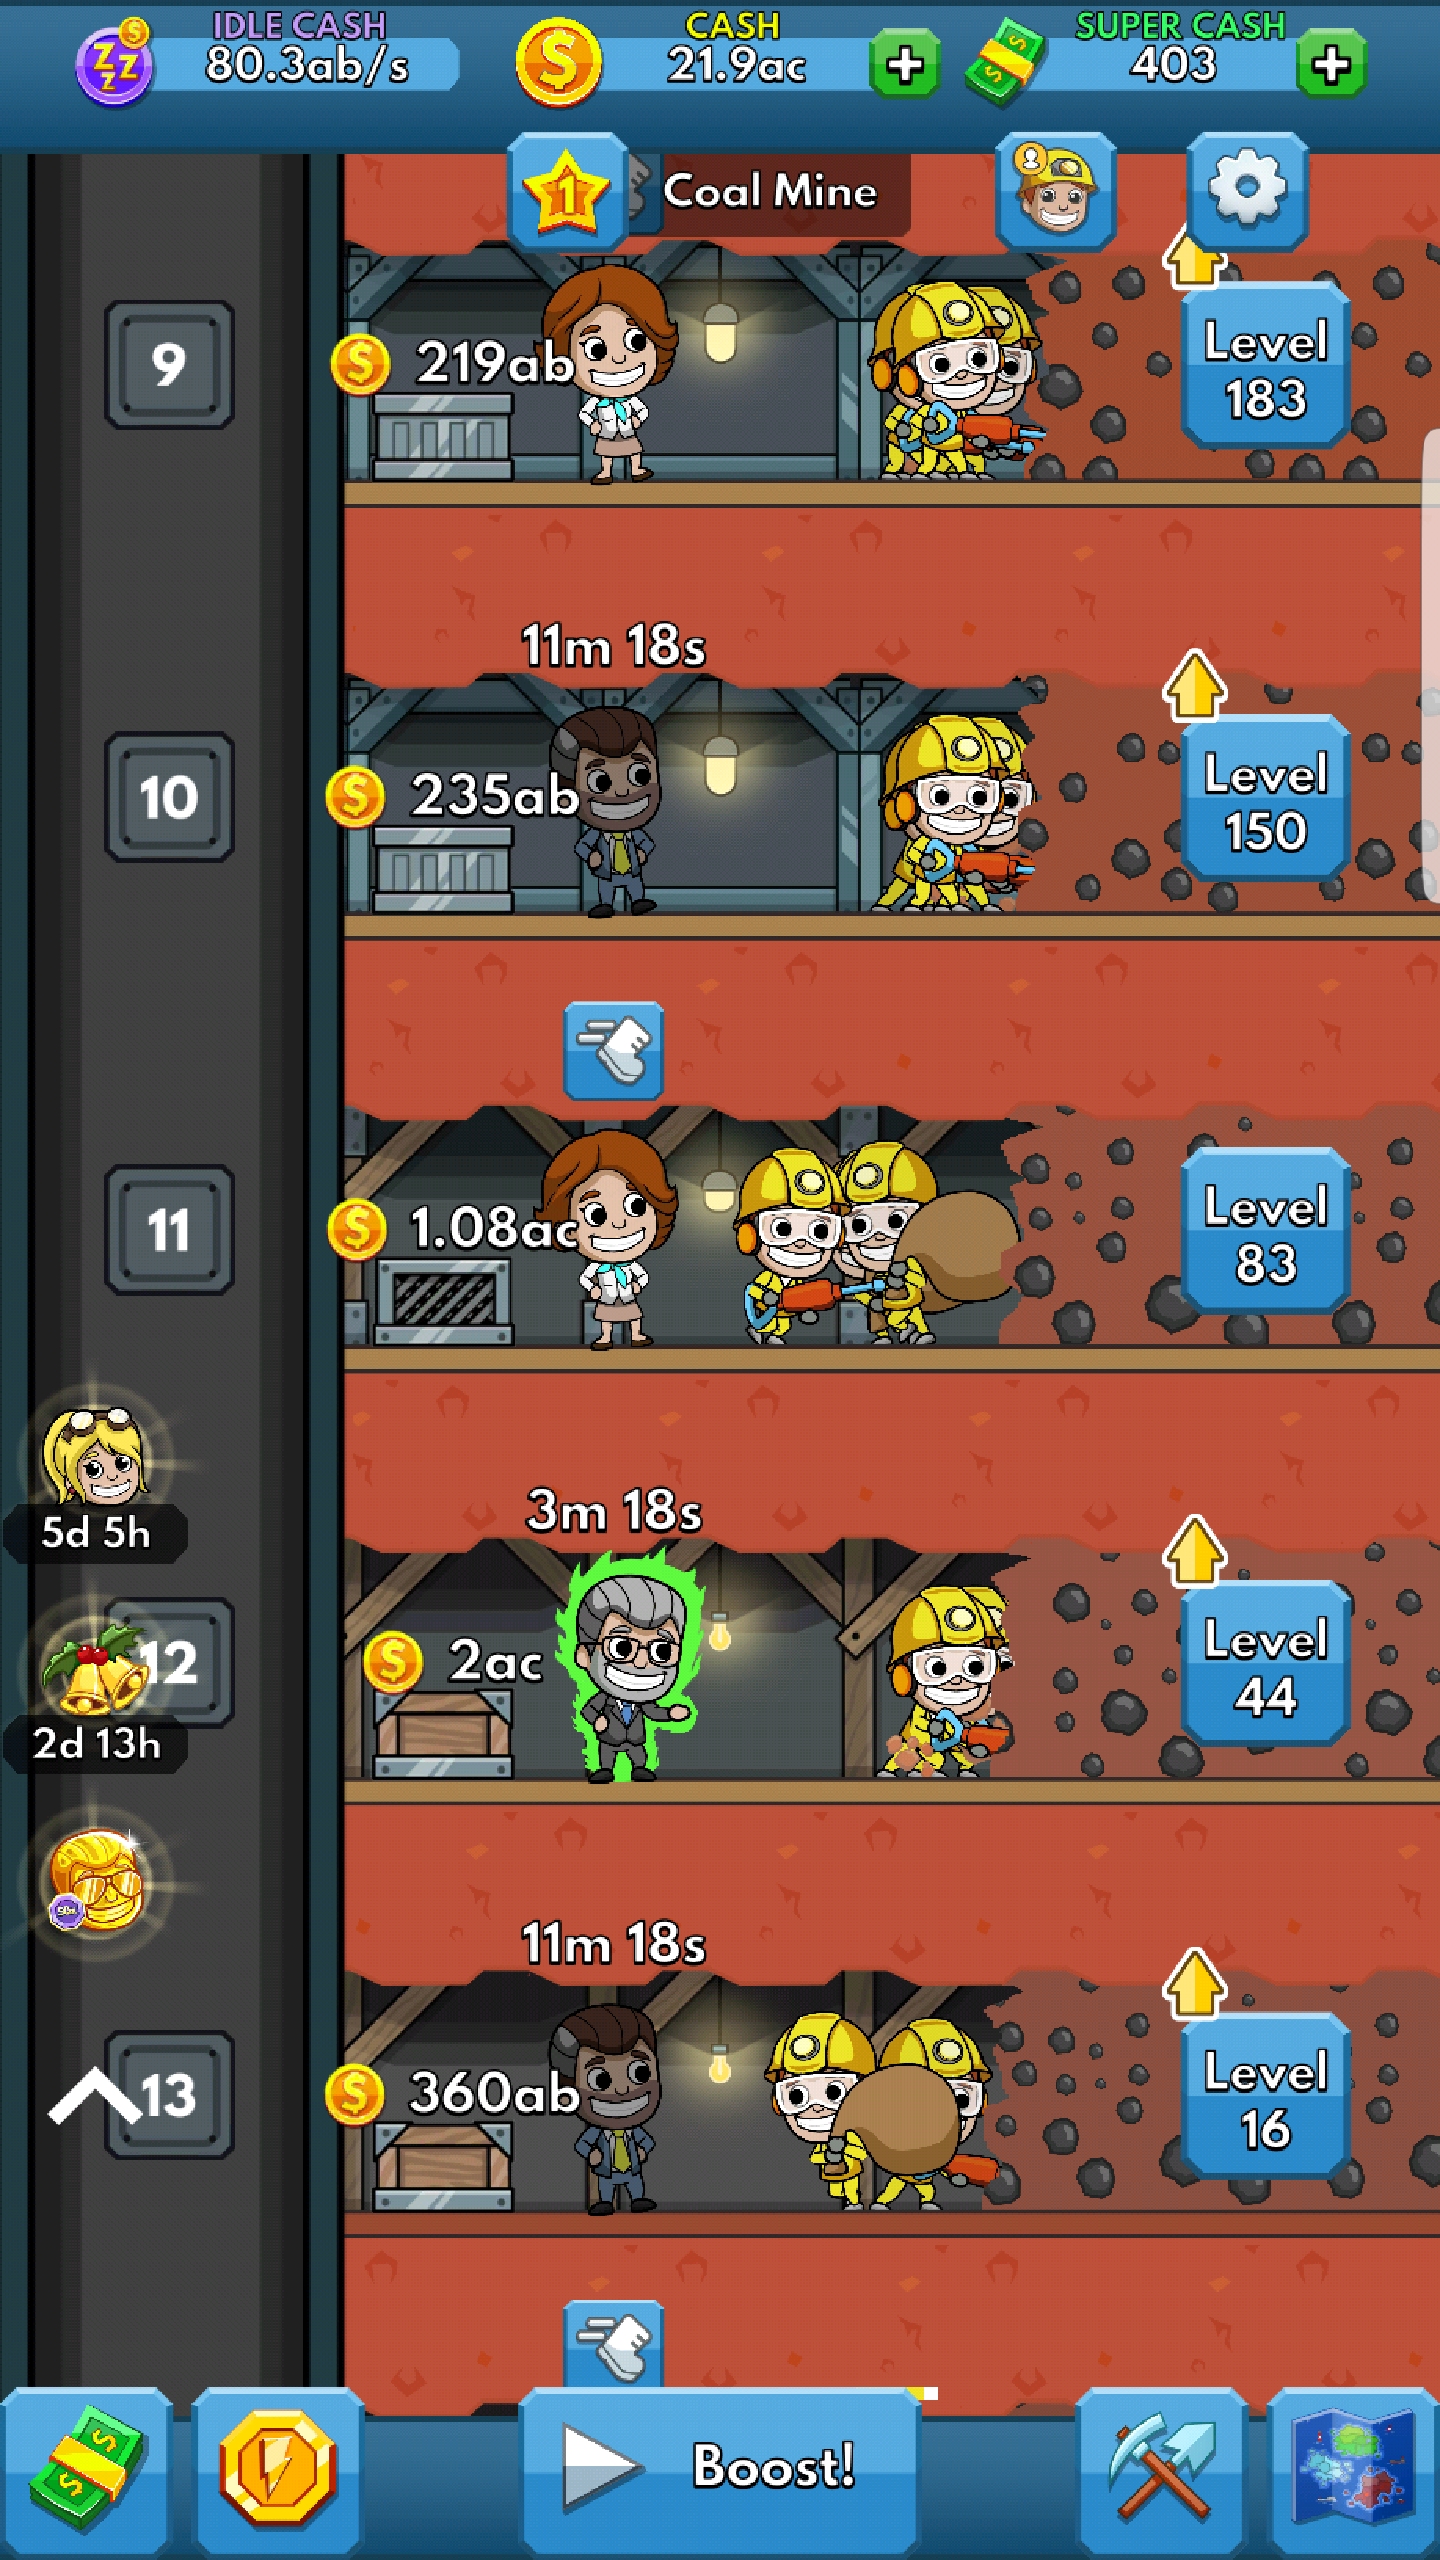 IDLE CASH
80.3ab/s
CASH
21.9ac
SUPER CASH
403
1
Coal Mine
9
219ab
Level
183
11m 18s
10
235ab
Level
150
11
1.08ac
Level
83
5d 5h
3m 18s
12
2ac
Level
44
2d 13h
11m 18s
13
360ab
Level
16
Boost!